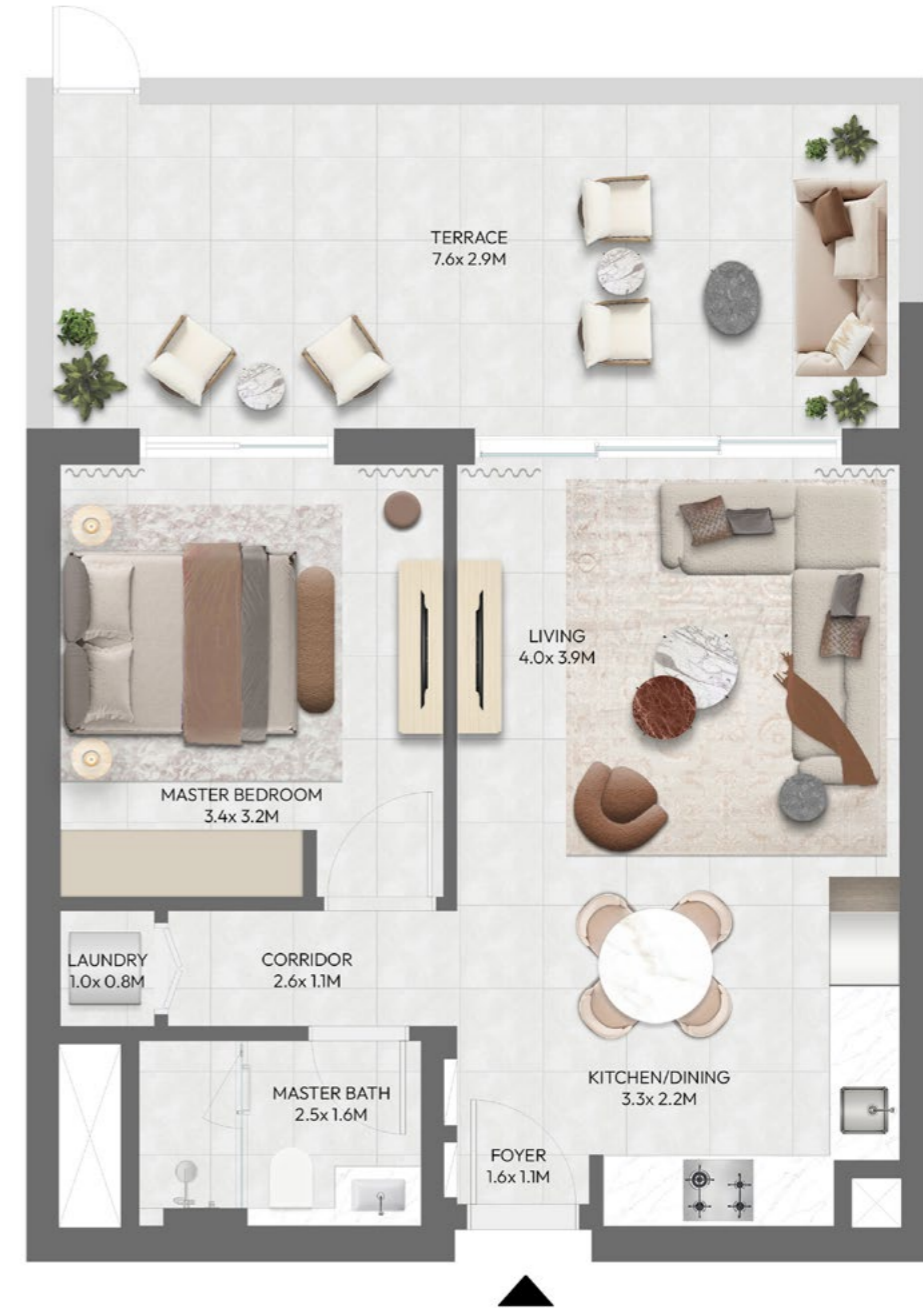 TERRACE
7.6x 2.9M
LIVING
4.0x 3.9M
MASTER BEDROOM
3.4x 3.2M
LAUNDRY
1.0x 0.8M
CORRIDOR
2.6x 1.1M
KITCHEN/DINING
3.3x 2.2M
MASTER BATH
2.5x 1.6M
FOYER
1.6x 1.1M